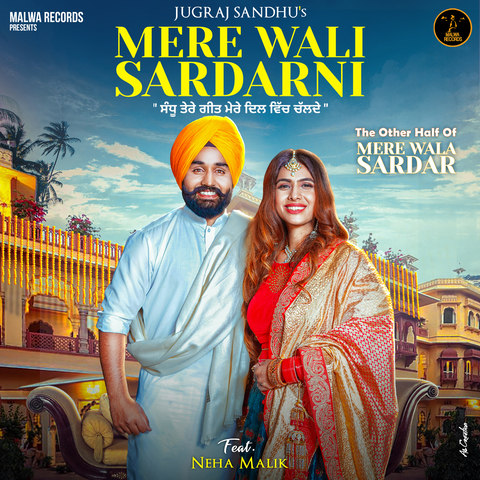 MALWA RECORDS
PRESENTS
JUGRAJ SANDHU's
MERE WALI
SARDARNI
" ਸੰਧੂ ਤੇਰੇ ਗੀਤ ਮੇਰੇ ਦਿਲ ਵਿੱਚ ਚੱਲਦੇ "
MALWA
RECORDS
The Other Half Of
MERE WALA
SARDAR
Feat.
NEHA MALIK